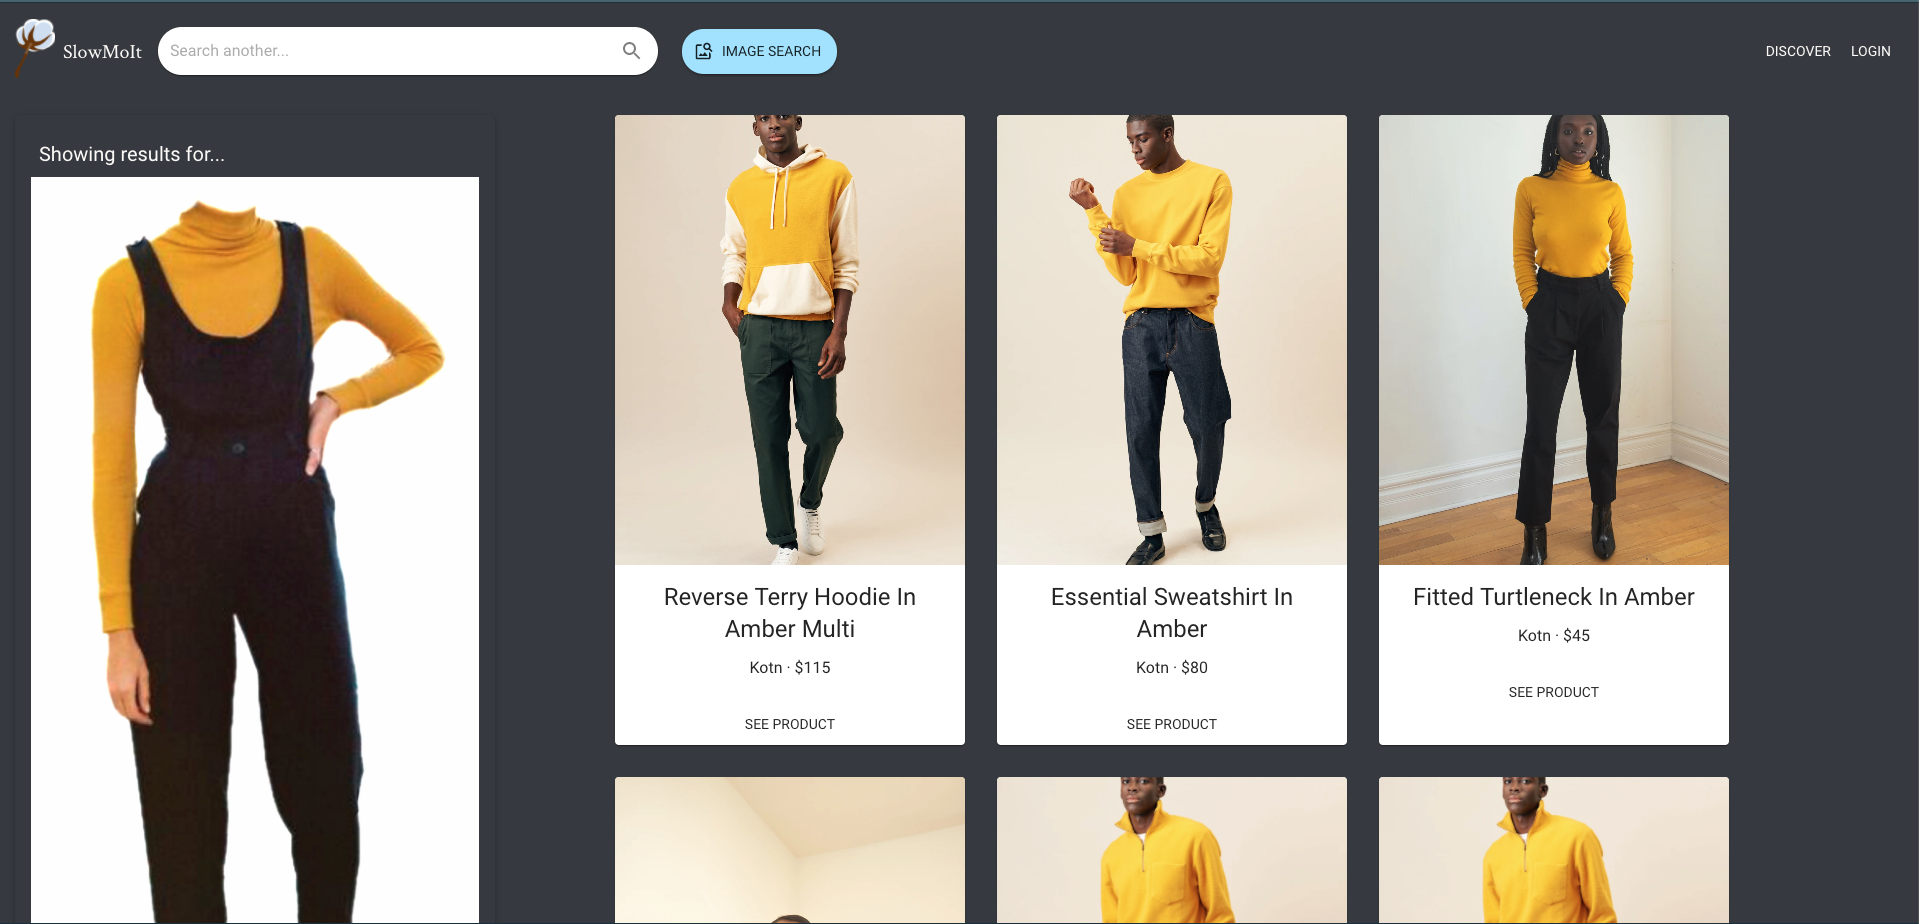 SlowMoIt
Search another...
IMAGE SEARCH
DISCOVER
LOGIN
Showing results for...
Reverse Terry Hoodie In
Amber Multi
Kotn · $115
SEE PRODUCT
Essential Sweatshirt In
Amber
Kotn · $80
SEE PRODUCT
Fitted Turtleneck In Amber
Kotn · $45
SEE PRODUCT